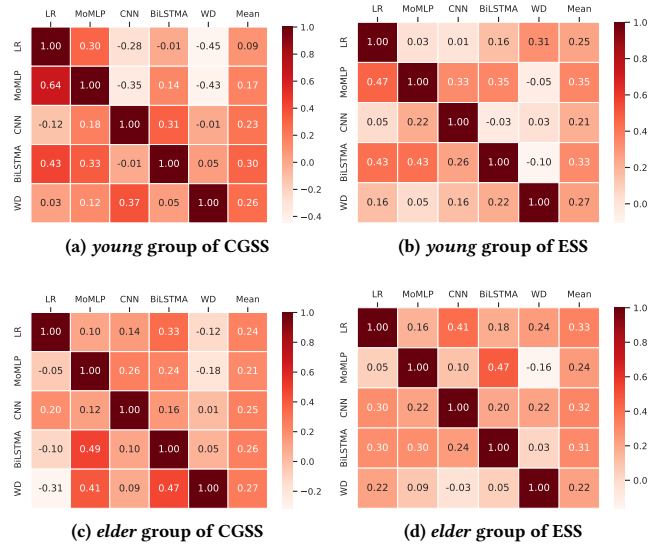 LR MoMLP CNN BiLSTMA WD Mean
LR 1.00 0.30 -0.28 -0.01 -0.45 0.09
MoMLP 0.64 1.00 -0.35 0.14 -0.43 0.17
CNN -0.12 0.18 1.00 0.31 -0.01 0.23
BiLSTMA 0.43 0.33 -0.01 1.00 0.05 0.30
WD 0.03 0.12 0.37 0.05 1.00 0.26
1.0
0.8
0.6
0.4
0.2
0.0
−0.2
−0.4
(a) young group of CGSS
LR MoMLP CNN BiLSTMA WD Mean
LR 1.00 0.03 0.01 0.16 0.31 0.25
MoMLP 0.47 1.00 0.33 0.35 -0.05 0.35
CNN 0.05 0.22 1.00 -0.03 0.03 0.21
BiLSTMA 0.43 0.43 0.26 1.00 -0.10 0.33
WD 0.16 0.05 0.16 0.22 1.00 0.27
1.0
0.8
0.6
0.4
0.2
0.0
(b) young group of ESS
LR MoMLP CNN BiLSTMA WD Mean
LR 1.00 0.10 0.14 0.33 -0.12 0.24
MoMLP -0.05 1.00 0.26 0.24 -0.18 0.21
CNN 0.20 0.12 1.00 0.16 0.01 0.25
BiLSTMA -0.10 0.49 0.10 1.00 0.05 0.26
WD -0.31 0.41 0.09 0.47 1.00 0.27
1.0
0.8
0.6
0.4
0.2
0.0
−0.2
(c) elder group of CGSS
LR MoMLP CNN BiLSTMA WD Mean
LR 1.00 0.16 0.41 0.18 0.24 0.33
MoMLP 0.05 1.00 0.10 0.47 -0.16 0.24
CNN 0.30 0.22 1.00 0.20 0.22 0.32
BiLSTMA 0.30 0.30 0.24 1.00 0.03 0.31
WD 0.22 0.09 -0.03 0.05 1.00 0.22
1.0
0.8
0.6
0.4
0.2
0.0
(d) elder group of ESS